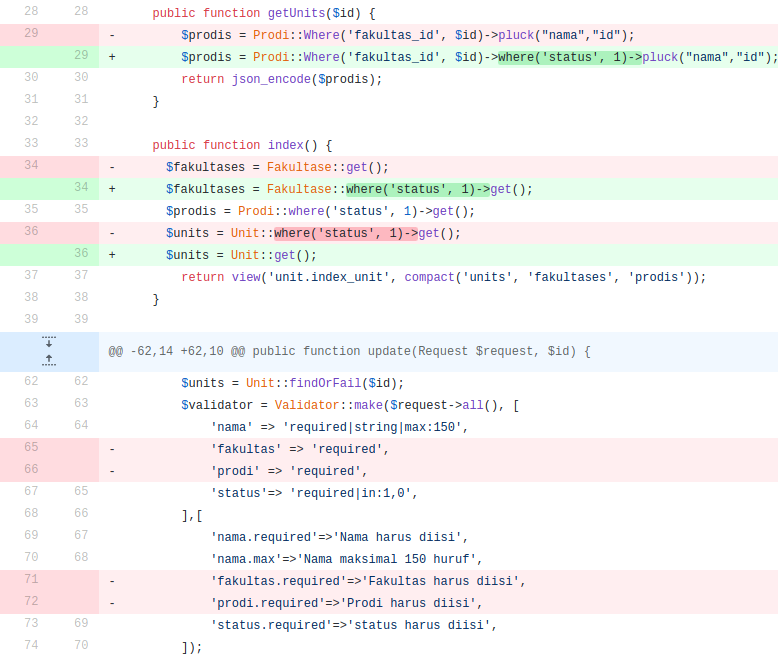 28 28 public function getUnits($id) {
29 - $prodis = Prodi::Where('fakultas_id', $id)->pluck("nama","id");
29 + $prodis = Prodi::Where('fakultas_id', $id)->where('status', 1)->pluck("nama","id");
30 30 return json_encode($prodis);
31 31 }
32 32
33 33 public function index() {
34 - $fakultases = Fakultase::get();
34 + $fakultases = Fakultase::where('status', 1)->get();
35 35 $prodis = Prodi::where('status', 1)->get();
36 - $units = Unit::where('status', 1)->get();
36 + $units = Unit::get();
37 37 return view('unit.index_unit', compact('units', 'fakultases', 'prodis'));
38 38 }
39 39
@@ -62,14 +62,10 @@ public function update(Request $request, $id) {
62 62 $units = Unit::findOrFail($id);
63 63 $validator = Validator::make($request->all(), [
64 64 'nama' => 'required|string|max:150',
65 - 'fakultas' => 'required',
66 - 'prodi' => 'required',
67 65 'status'=> 'required|in:1,0',
68 66 ],[
69 67 'nama.required'=>'Nama harus diisi',
70 68 'nama.max'=>'Nama maksimal 150 huruf',
71 - 'fakultas.required'=>'Fakultas harus diisi',
72 - 'prodi.required'=>'Prodi harus diisi',
73 69 'status.required'=>'status harus diisi',
74 70 ]);